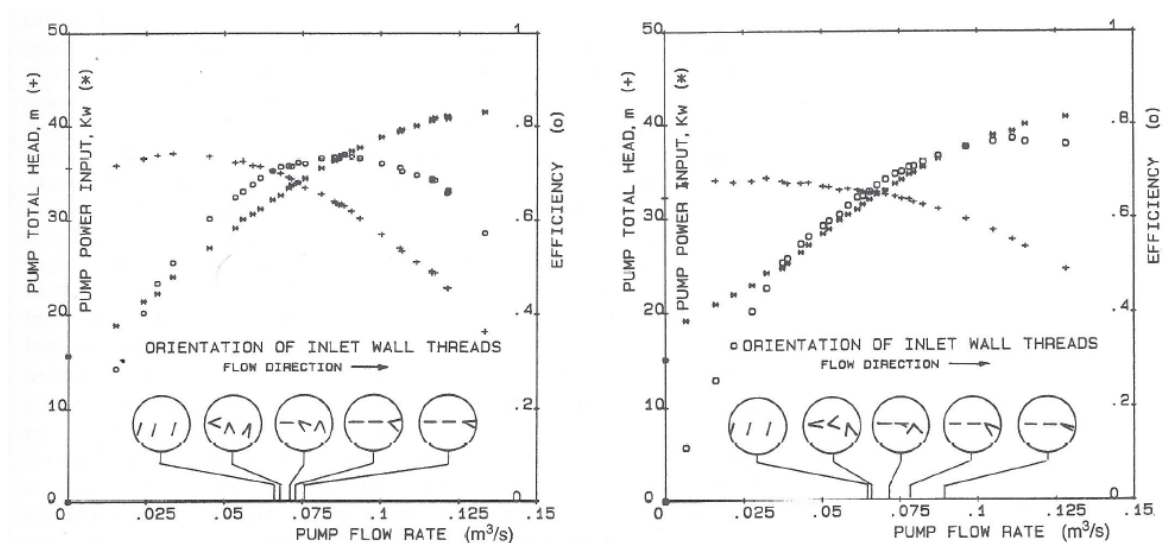 50
40
30
20
10
0
PUMP TOTAL HEAD, m (+)
PUMP POWER INPUT, Kw (*)
1
.8
.6
.4
.2
0
EFFICIENCY (o)
ORIENTATION OF INLET WALL THREADS
FLOW DIRECTION
0 .025 .05 .075 .1 .125 .15
PUMP FLOW RATE (m³/s)
50
40
30
20
10
0
PUMP TOTAL HEAD, m (+)
PUMP POWER INPUT, Kw (*)
1
.8
.6
.4
.2
0
EFFICIENCY (o)
ORIENTATION OF INLET WALL THREADS
FLOW DIRECTION
0 .025 .05 .075 .1 .125 .15
PUMP FLOW RATE (m³/s)